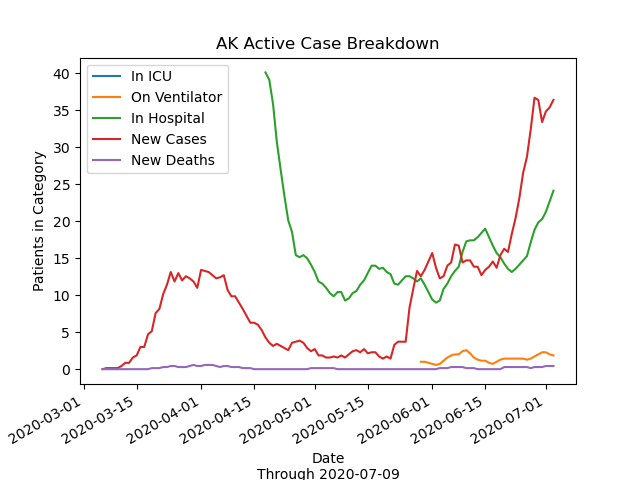 AK Active Case Breakdown
In ICU
On Ventilator
In Hospital
New Cases
New Deaths
Patients in Category
40
35
30
25
20
15
10
5
0
2020-03-01
2020-03-15
2020-04-01
2020-04-15
2020-05-01
2020-05-15
2020-06-01
2020-06-15
2020-07-01
Date
Through 2020-07-09